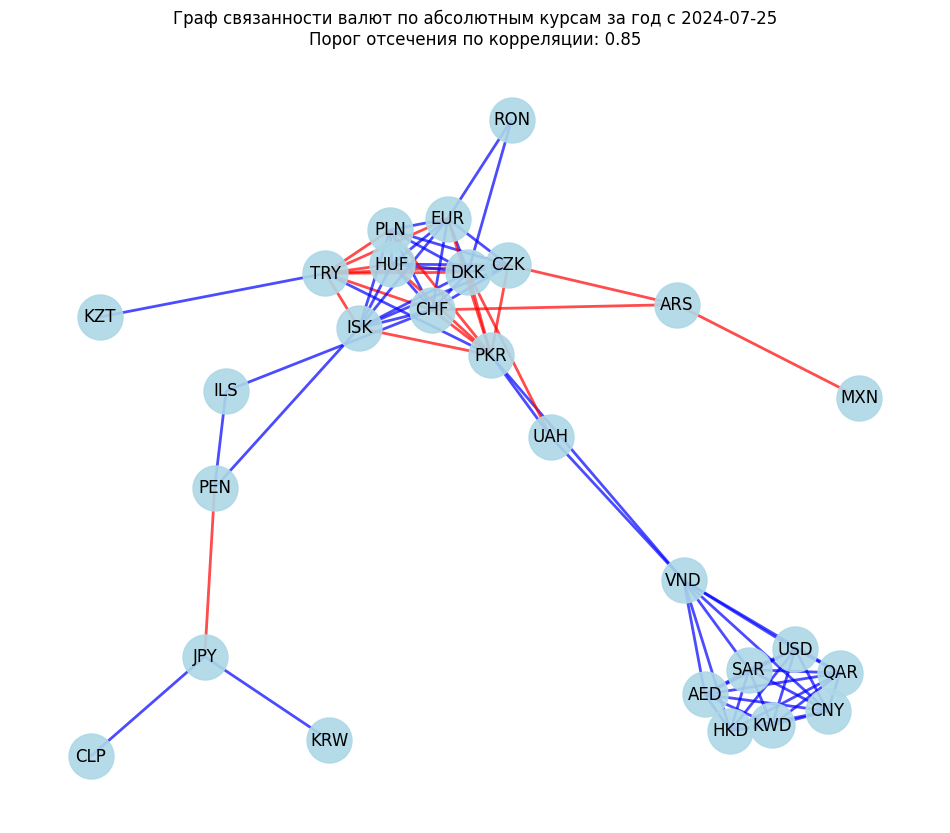 Граф связанности валют по абсолютным курсам за год с 2024-07-25
Порог отсечения по корреляции: 0.85
RON
EUR
PLN
HUF
CZK
DKK
TRY
ARS
CHF
KZT
ISK
PKR
ILS
MXN
UAH
PEN
VND
USD
JPY
SAR
QAR
AED
CNY
KWD
HKD
KRW
CLP